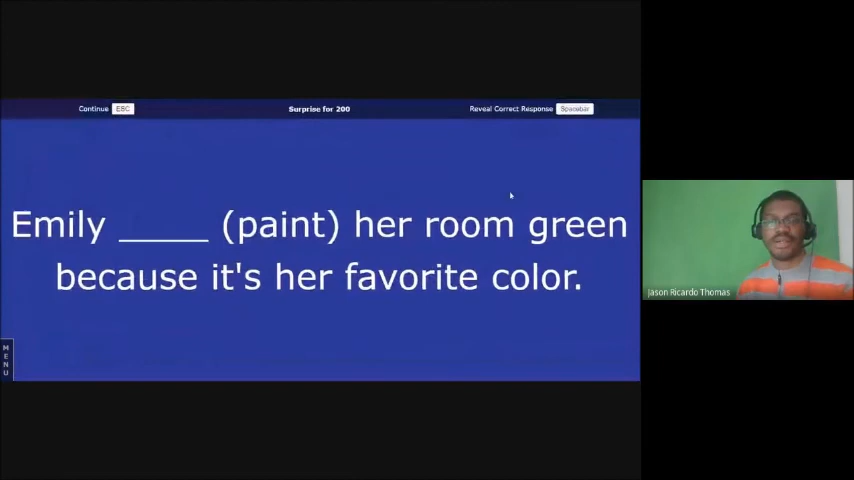 Continue ESC Surprise for 200 Reveal Correct Response Spacebar
Emily _____ (paint) her room green
because it's her favorite color.
MENU
Jason Ricardo Thomas